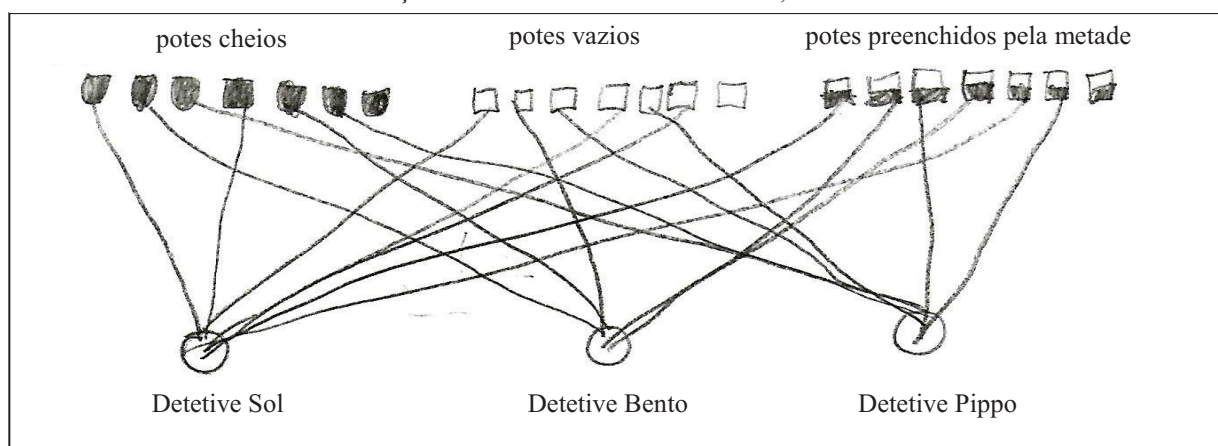 potes cheios
potes vazios
potes preenchidos pela metade
Detetive Sol
Detetive Bento
Detetive Pippo